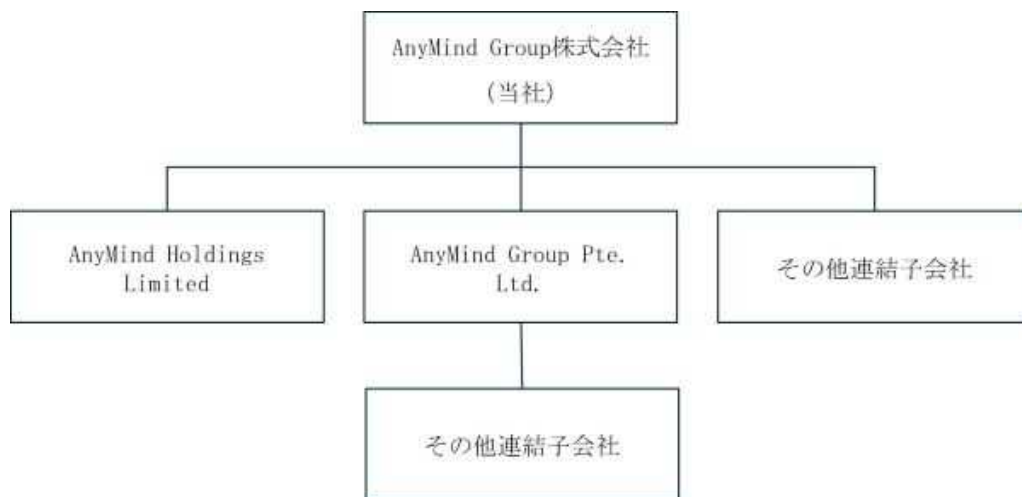 AnyMind Group株式会社
(当社)
AnyMind Holdings
Limited
AnyMind Group Pte.
Ltd.
その他連結子会社
その他連結子会社